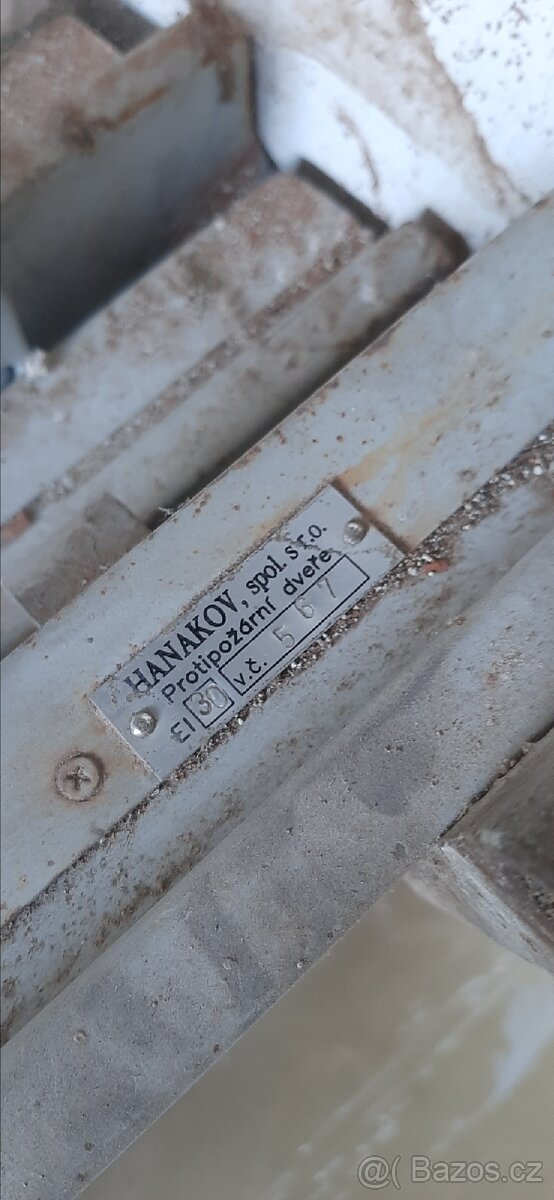 HANAKOV, spol. s r.o.
Protipožární dveře
EI 30 v.č. 567
@( Bazos.cz